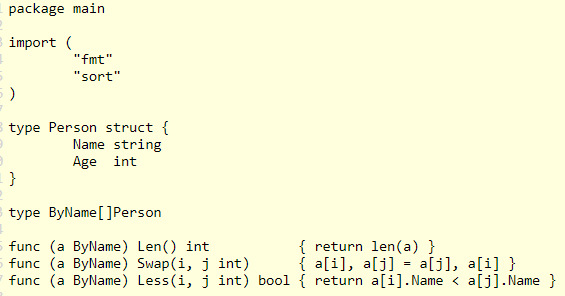 package main
import (
"fmt"
"sort"
)
type Person struct {
Name string
Age  int
}
type ByName[]Person
func (a ByName) Len() int           { return len(a) }
func (a ByName) Swap(i, j int)      { a[i], a[j] = a[j], a[i] }
func (a ByName) Less(i, j int) bool { return a[i].Name < a[j].Name }